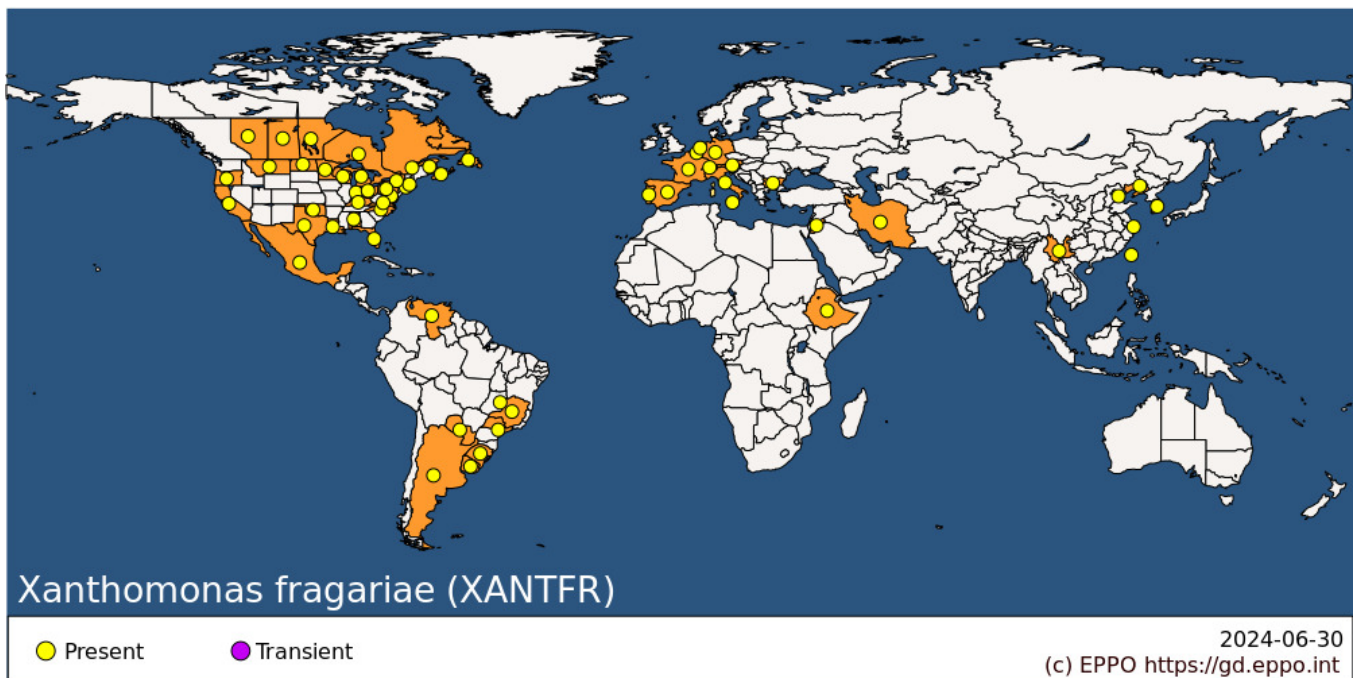 Xanthomonas fragariae (XANTFR)
Present
Transient
2024-06-30
(c) EPPO https://gd.eppo.int